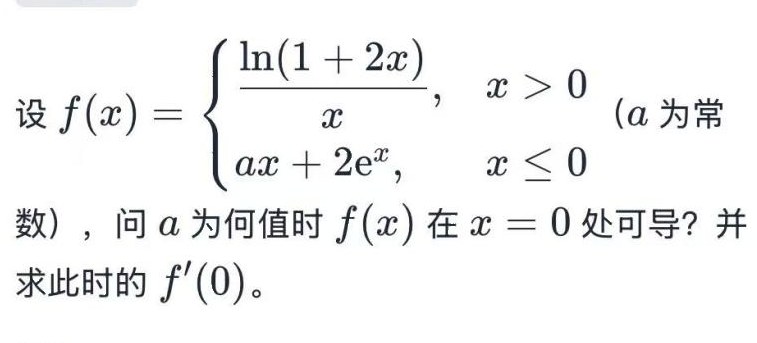 设 f(x) = { ln(1 + 2x) / x, x > 0 (a 为常
ax + 2eˣ, x ≤ 0
数) ，问 a 为何值时 f(x) 在 x = 0 处可导？并
求此时的 f′(0)。